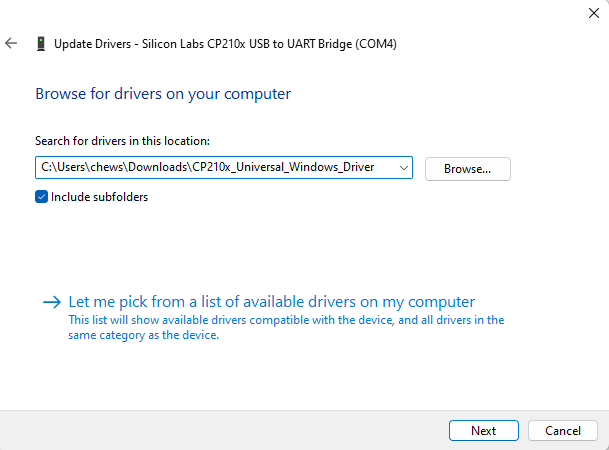 Update Drivers - Silicon Labs CP210x USB to UART Bridge (COM4)
Browse for drivers on your computer
Search for drivers in this location:
C:\Users\chews\Downloads\CP210x_Universal_Windows_Driver
Browse...
Include subfolders
Let me pick from a list of available drivers on my computer
This list will show available drivers compatible with the device, and all drivers in the
same category as the device.
Next
Cancel